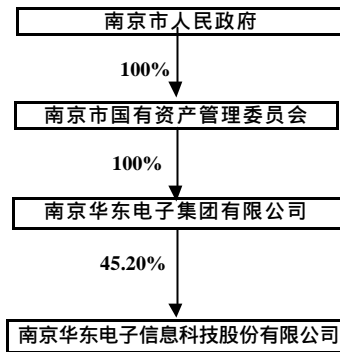 南京市人民政府
100%
南京市国有资产管理委员会
100%
南京华东电子集团有限公司
45.20%
南京华东电子信息科技股份有限公司